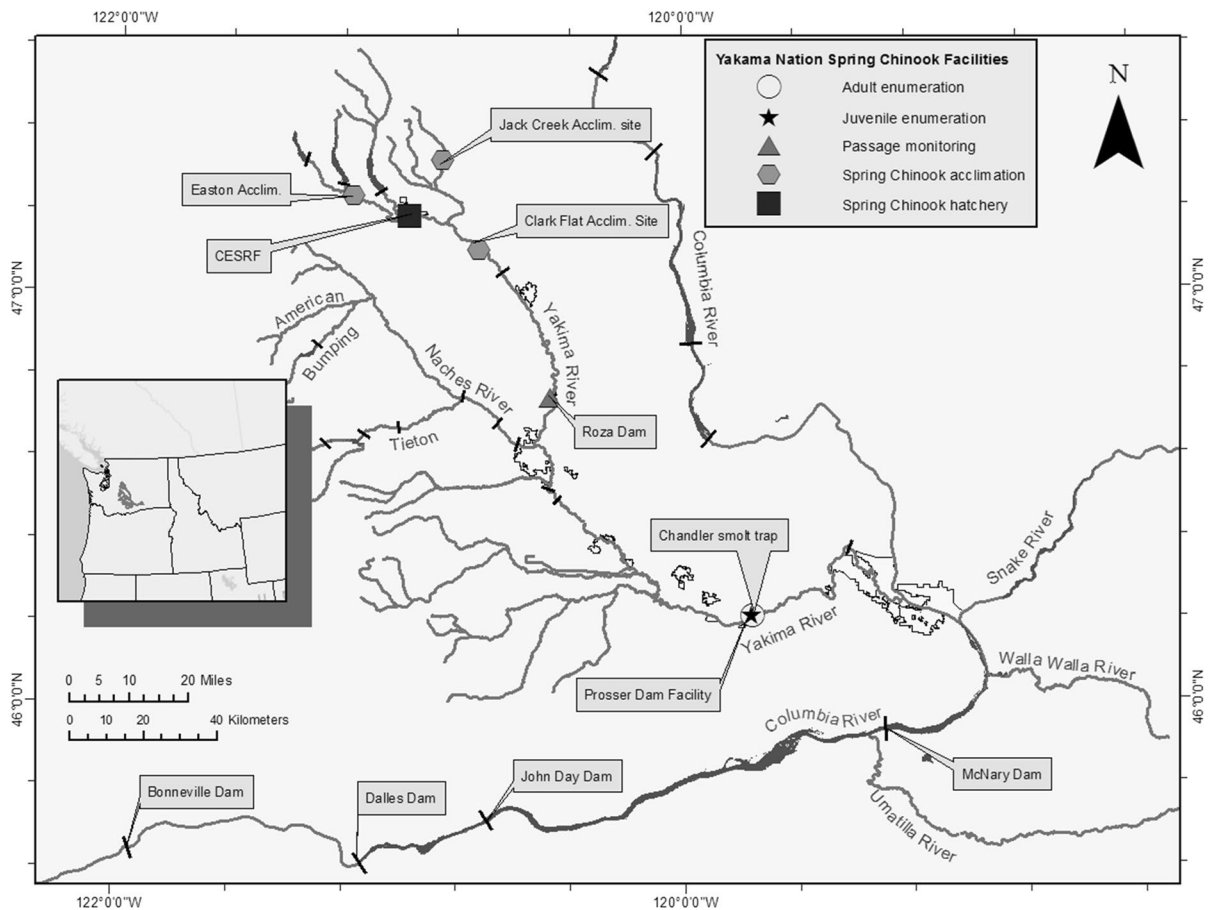 122°0'0"W
120°0'0"W
Yakama Nation Spring Chinook Facilities
Adult enumeration
Juvenile enumeration
Passage monitoring
Spring Chinook acclimation
Spring Chinook hatchery
N
Jack Creek Acclim. site
Easton Acclim.
Clark Flat Acclim. Site
CESRF
47°0'0"N
47°0'0"N
Columbia River
American
Bumping
Yakima River
Naches River
Tieton
Roza Dam
Chandler smolt trap
Snake River
Yakima River
Walla Walla River
Prosser Dam Facility
46°0'0"N
46°0'0"N
0 5 10 20 Miles
0 10 20 40 Kilometers
Columbia River
McNary Dam
John Day Dam
Bonneville Dam
Dalles Dam
Umatilla River
122°0'0"W
120°0'0"W